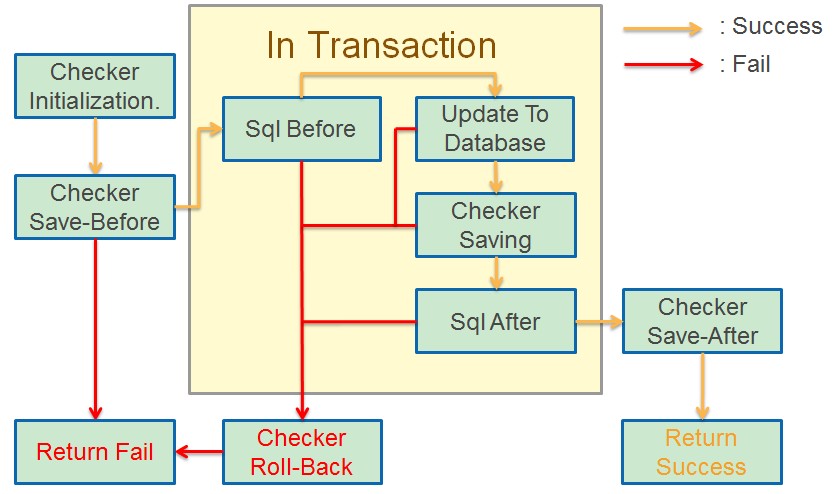 In Transaction
: Success
: Fail
Checker
Initialization.
Sql Before
Update To
Database
Checker
Save-Before
Checker
Saving
Sql After
Checker
Save-After
Return Fail
Checker
Roll-Back
Return
Success